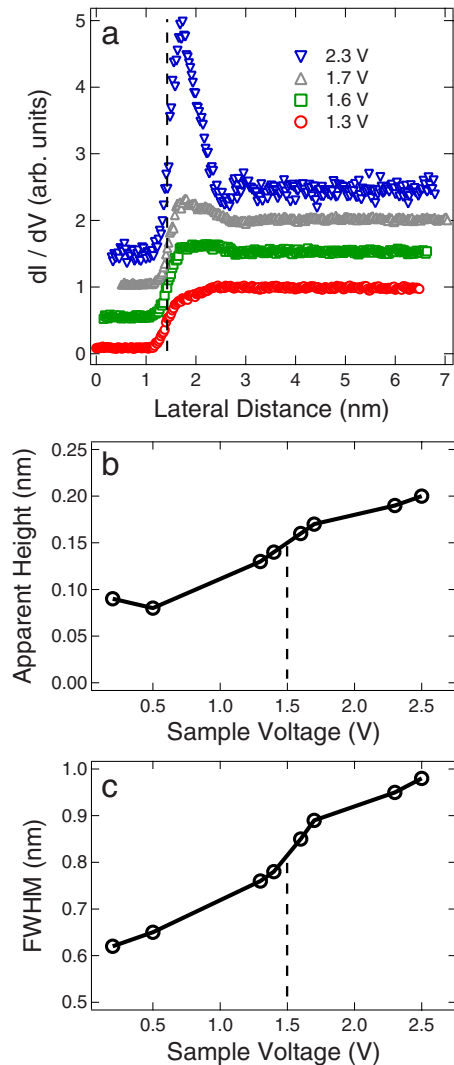 a
5
4
3
2
1
0
dI / dV (arb. units)
2.3 V
1.7 V
1.6 V
1.3 V
0 1 2 3 4 5 6 7
Lateral Distance (nm)
b
0.25
0.20
0.15
0.10
0.05
0.00
Apparent Height (nm)
0.5 1.0 1.5 2.0 2.5
Sample Voltage (V)
c
1.0
0.9
0.8
0.7
0.6
0.5
FWHM (nm)
0.5 1.0 1.5 2.0 2.5
Sample Voltage (V)